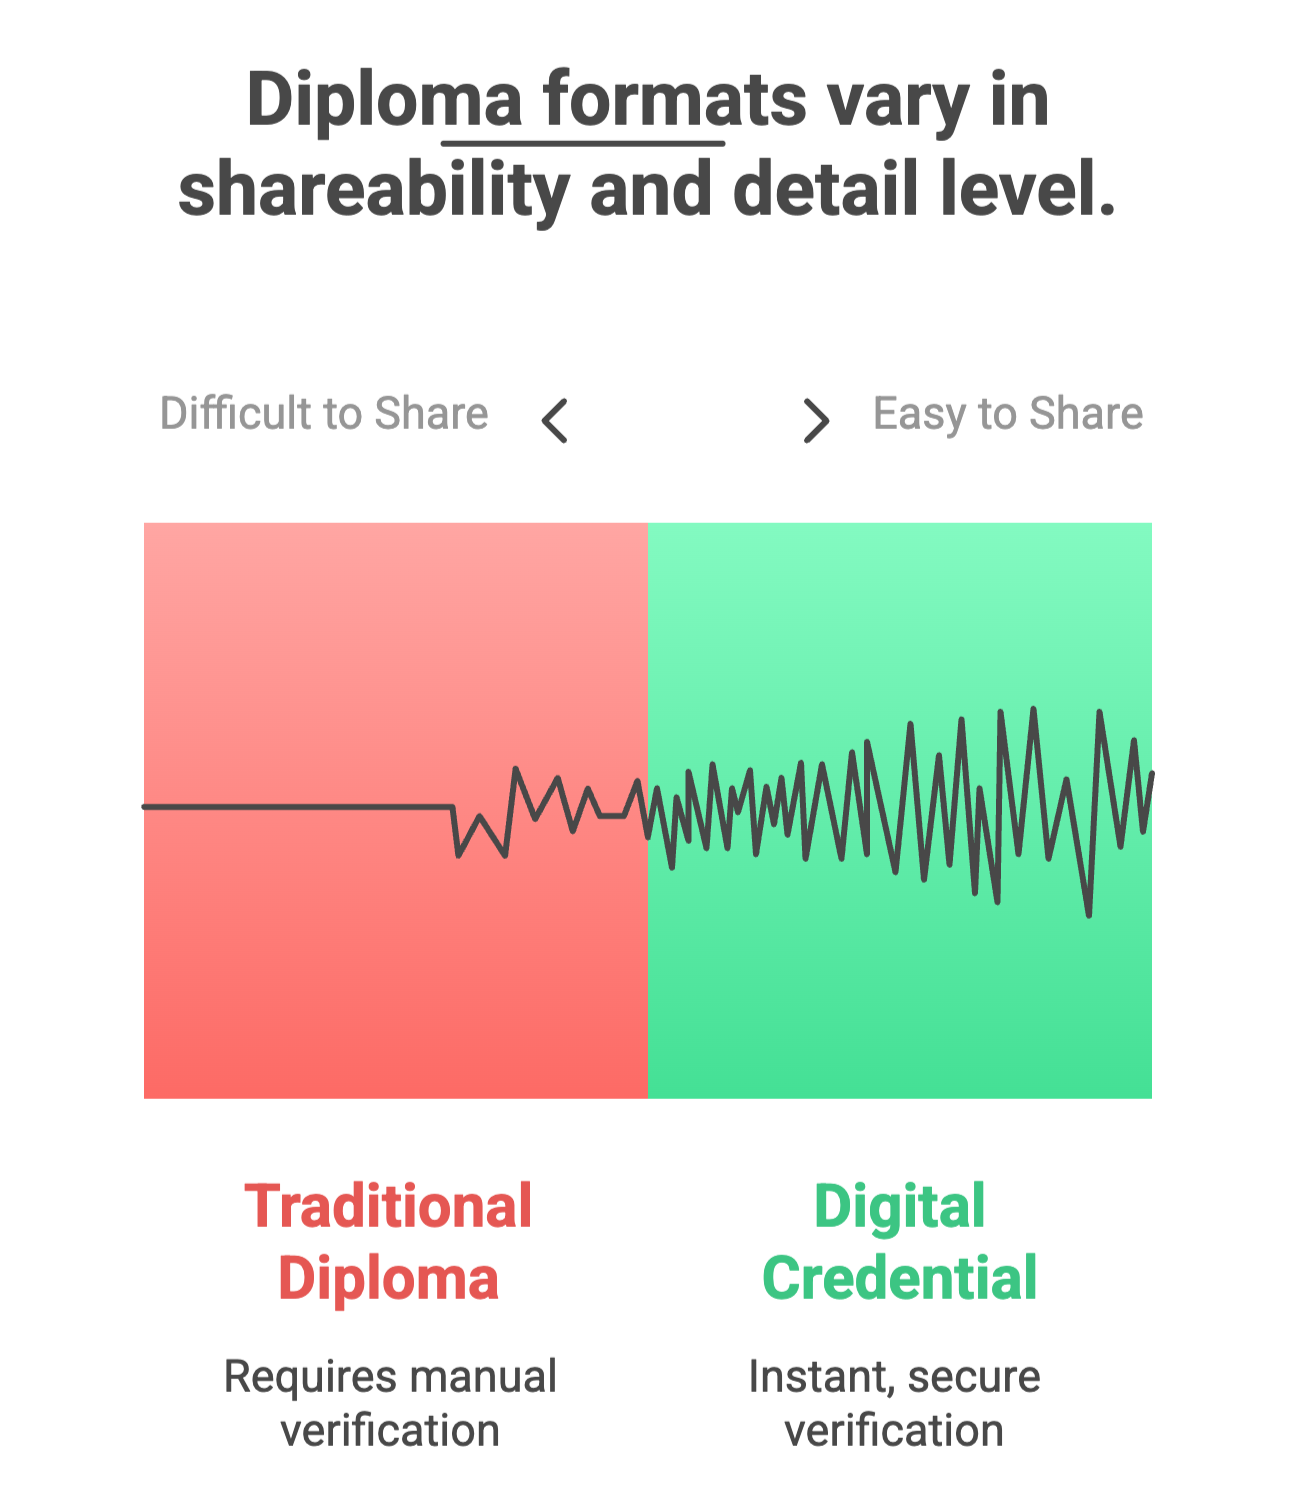 Diploma formats vary in
shareability and detail level.
Difficult to Share
Easy to Share
Traditional
Diploma
Requires manual
verification
Digital
Credential
Instant, secure
verification